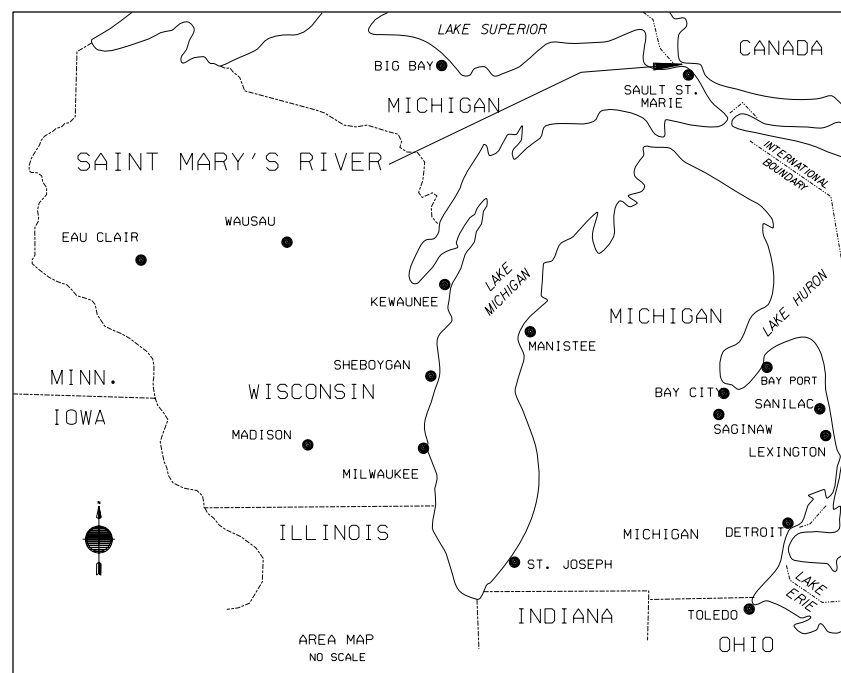 LAKE SUPERIOR
CANADA
BIG BAY
SAULT ST.
MARIE
MICHIGAN
SAINT MARY'S RIVER
INTERNATIONAL
BOUNDARY
WAUSAU
EAU CLAIR
LAKE
MICHIGAN
KEWAUNEE
LAKE HURON
MICHIGAN
MANISTEE
SHEBOYGAN
MINN.
WISCONSIN
BAY PORT
BAY CITY
SANILAC
IOWA
SAGINAW
MADISON
MILWAUKEE
LEXINGTON
ILLINOIS
MICHIGAN
DETROIT
ST. JOSEPH
LAKE
ERIE
INDIANA
TOLEDO
OHIO
AREA MAP
NO SCALE